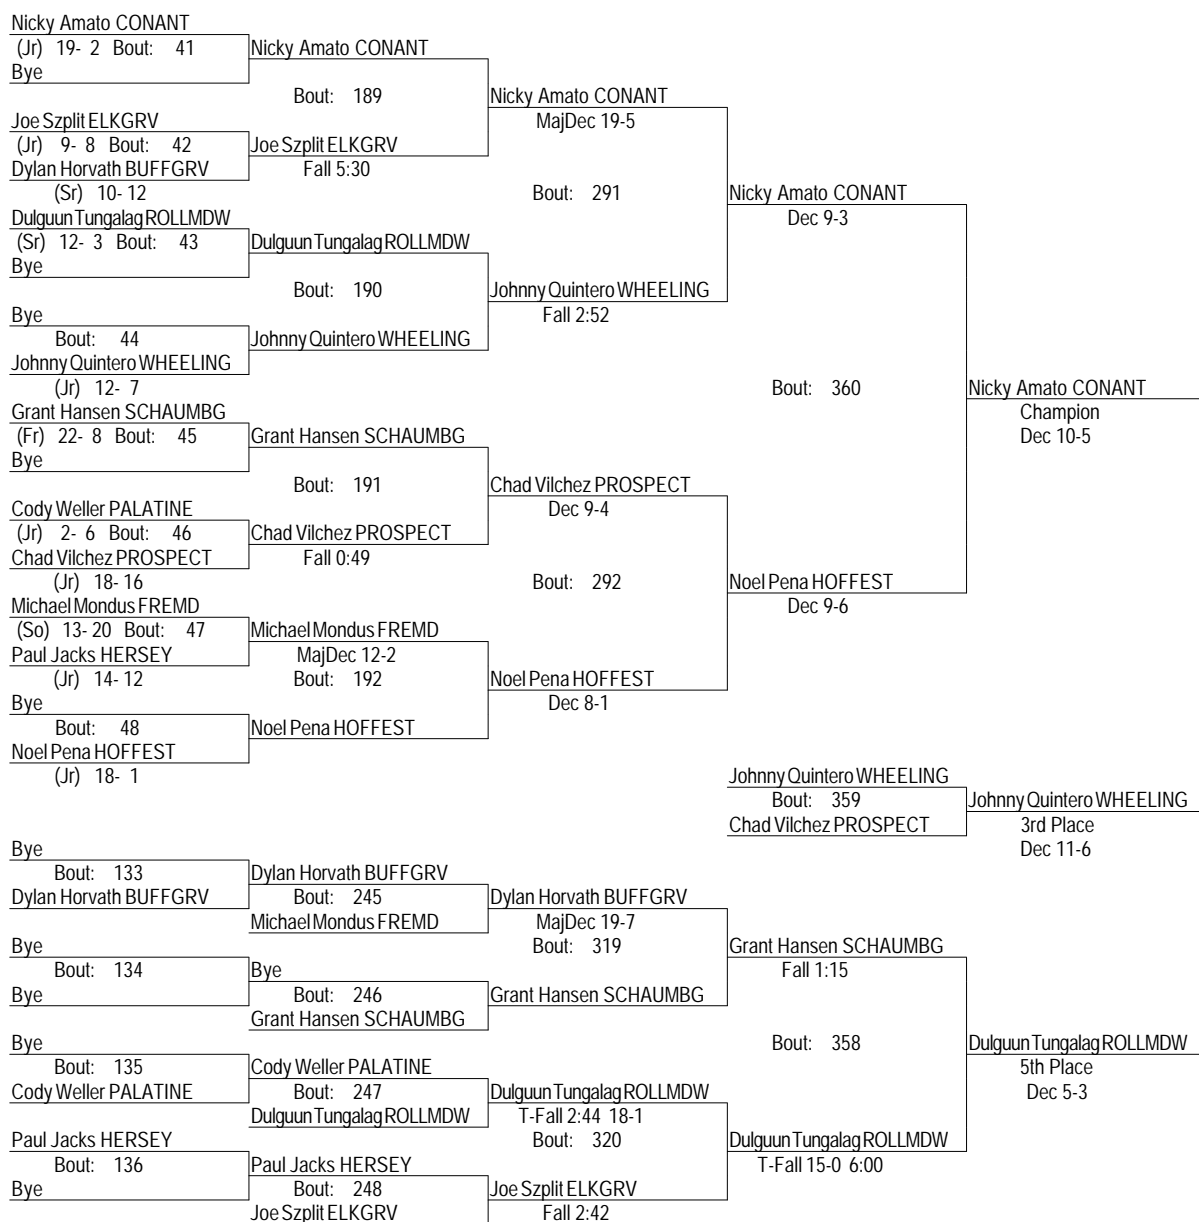 Nicky Amato CONANT
(Jr) 19- 2 Bout: 41 Nicky Amato CONANT
Bye
Bout: 189 Nicky Amato CONANT
Joe Szplit ELKGRV MajDec 19-5
(Jr) 9- 8 Bout: 42 Joe Szplit ELKGRV
Dylan Horvath BUFFGRV Fall 5:30
(Sr) 10- 12 Bout: 291 Nicky Amato CONANT
Dulguun Tungalag ROLLMDW Dec 9-3
(Sr) 12- 3 Bout: 43 Dulguun Tungalag ROLLMDW
Bye
Bout: 190 Johnny Quintero WHEELING
Bye Fall 2:52
Bout: 44 Johnny Quintero WHEELING
Johnny Quintero WHEELING
(Jr) 12- 7 Bout: 360 Nicky Amato CONANT
Grant Hansen SCHAUMBG Champion
(Fr) 22- 8 Bout: 45 Grant Hansen SCHAUMBG Dec 10-5
Bye
Bout: 191 Chad Vilchez PROSPECT
Cody Weller PALATINE Dec 9-4
(Jr) 2- 6 Bout: 46 Chad Vilchez PROSPECT
Chad Vilchez PROSPECT Fall 0:49
(Jr) 18- 16 Bout: 292 Noel Pena HOFFEST
Michael Mondus FREMD Dec 9-6
(So) 13- 20 Bout: 47 Michael Mondus FREMD
Paul Jacks HERSEY MajDec 12-2
(Jr) 14- 12 Bout: 192 Noel Pena HOFFEST
Bye Dec 8-1
Bout: 48 Noel Pena HOFFEST
Noel Pena HOFFEST
(Jr) 18- 1 Johnny Quintero WHEELING
Bout: 359 Johnny Quintero WHEELING
Chad Vilchez PROSPECT 3rd Place
Bye Dec 11-6
Bout: 133 Dylan Horvath BUFFGRV
Dylan Horvath BUFFGRV Bout: 245 Dylan Horvath BUFFGRV
Michael Mondus FREMD MajDec 19-7
Bye Bout: 319 Grant Hansen SCHAUMBG
Bout: 134 Bye Fall 1:15
Bye Bout: 246 Grant Hansen SCHAUMBG
Grant Hansen SCHAUMBG
Bye Bout: 358 Dulguun Tungalag ROLLMDW
Bout: 135 Cody Weller PALATINE 5th Place
Cody Weller PALATINE Bout: 247 Dulguun Tungalag ROLLMDW Dec 5-3
Dulguun Tungalag ROLLMDW T-Fall 2:44 18-1
Paul Jacks HERSEY Bout: 320 Dulguun Tungalag ROLLMDW
Bout: 136 Paul Jacks HERSEY T-Fall 15-0 6:00
Bye Bout: 248 Joe Szplit ELKGRV
Joe Szplit ELKGRV Fall 2:42